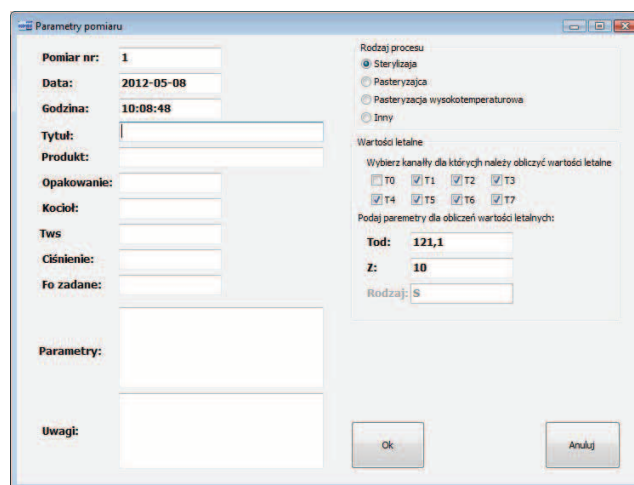 Parametry pomiaru
Pomiar nr: 1
Data: 2012-05-08
Godzina: 10:08:48
Tytuł:
Produkt:
Opakowanie:
Kocioł:
Tws
Ciśnienie:
Fo zadane:
Parametry:
Uwagi:
Rodzaj procesu
Sterylizaja
Pasteryzajca
Pasteryzacja wysokotemperaturowa
Inny
Wartości letalne
Wybierz kanałły dla którycjh należy obliczyć wartości letalne
T0 T1 T2 T3
T4 T5 T6 T7
Podaj paremetry dla obliczeń wartości letalnych:
Tod: 121,1
Z: 10
Rodzaj: S
Ok Anuluj